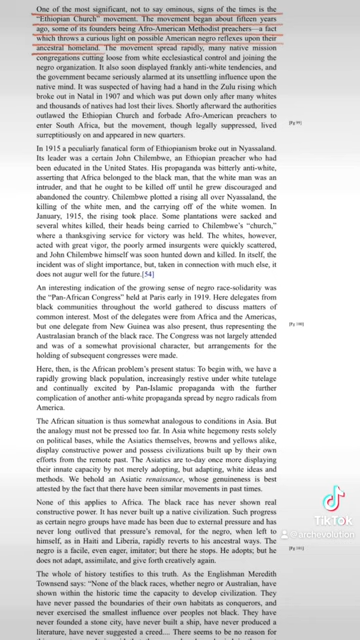 One of the most significant, not to say ominous, signs of the times is the
"Ethiopian Church" movement. The movement began about fifteen years
ago, some of its founders being Afro-American Methodist preachers—a fact
which throws a curious light on possible American negro reflexes upon their
ancestral homeland. The movement spread rapidly, many native mission
congregations cutting loose from white ecclesiastical control and joining the
negro organization. It also soon displayed frankly anti-white tendencies, and
the government became seriously alarmed at its unsettling influence upon the
native mind. It was suspected of having had a hand in the Zulu rising which
broke out in Natal in 1907 and which was put down only after many whites
and thousands of natives had lost their lives. Shortly afterward the authorities
outlawed the Ethiopian Church and forbade Afro-American preachers to
enter South Africa, but the movement, though legally suppressed, lived
surreptitiously on and appeared in new quarters.
[Pg 99]
In 1915 a peculiarly fanatical form of Ethiopianism broke out in Nyassaland.
Its leader was a certain John Chilembwe, an Ethiopian preacher who had
been educated in the United States. His propaganda was bitterly anti-white,
asserting that Africa belonged to the black man, that the white man was an
intruder, and that he ought to be killed off until he grew discouraged and
abandoned the country. Chilembwe plotted a rising all over Nyassaland, the
killing of the white men, and the carrying off of the white women. In
January, 1915, the rising took place. Some plantations were sacked and
several whites killed, their heads being carried to Chilembwe's "church,"
where a thanksgiving service for victory was held. The whites, however,
acted with great vigor, the poorly armed insurgents were quickly scattered,
and John Chilembwe himself was soon hunted down and killed. In itself, the
incident was of slight importance, but, taken in connection with much else, it
does not augur well for the future.[54]
An interesting indication of the growing sense of negro race-solidarity was
the "Pan-African Congress" held at Paris early in 1919. Here delegates from
black communities throughout the world gathered to discuss matters of
common interest. Most of the delegates were from Africa and the Americas,
but one delegate from New Guinea was also present, thus representing the
Australasian branch of the black race. The Congress was not largely attended
and was of a somewhat provisional character, but arrangements for the
holding of subsequent congresses were made.
[Pg 100]
Here, then, is the African problem's present status: To begin with, we have a
rapidly growing black population, increasingly restive under white tutelage
and continually excited by Pan-Islamic propaganda with the further
complication of another anti-white propaganda spread by negro radicals from
America.
The African situation is thus somewhat analogous to conditions in Asia. But
the analogy must not be pressed too far. In Asia white hegemony rests solely
on political bases, while the Asiatics themselves, browns and yellows alike,
display constructive power and possess civilizations built up by their own
efforts from the remote past. The Asiatics are to-day once more displaying
their innate capacity by not merely adopting, but adapting, white ideas and
methods. We behold an Asiatic renaissance, whose genuineness is best
attested by the fact that there have been similar movements in past times.
None of this applies to Africa. The black race has never shown real
constructive power. It has never built up a native civilization. Such progress
as certain negro groups have made has been due to external pressure and has
never long outlived that pressure's removal, for the negro, when left to
himself, as in Haiti and Liberia, rapidly reverts to his ancestral ways. The
negro is a facile, even eager, imitator; but there he stops. He adopts; but he
does not adapt, assimilate, and give forth creatively again.
[Pg 101]
The whole of history testifies to this truth. As the Englishman Meredith
Townsend says: "None of the black races, whether negro or Australian, have
shown within the historic time the capacity to develop civilization. They
have never passed the boundaries of their own habitats as conquerors, and
never exercised the smallest influence over peoples not black. They have
never founded a stone city, have never built a ship, have never produced a
literature, have never suggested a creed.... There seems to be no reason for
TikTok
@archevolution